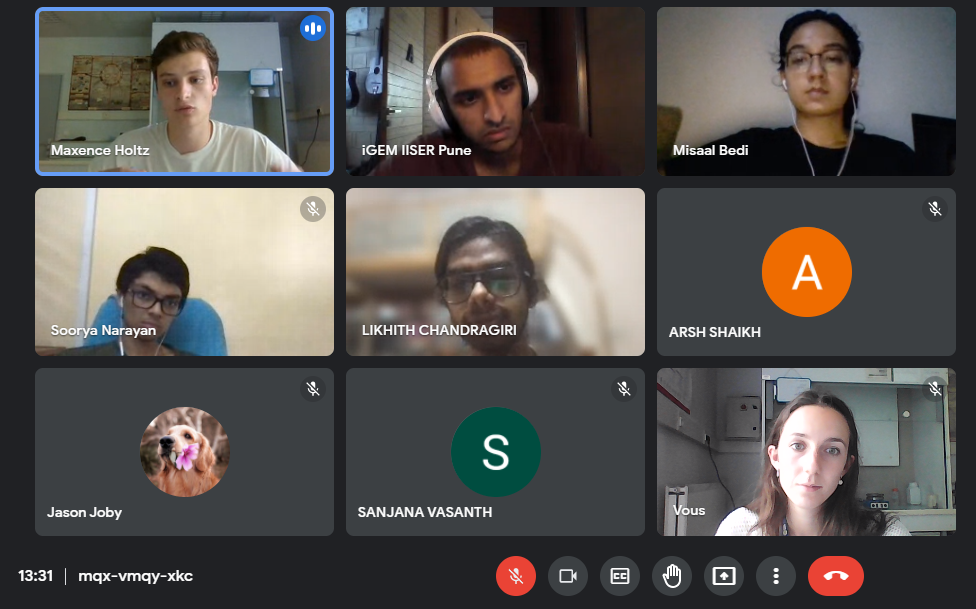 Maxence Holtz
iGEM IISER Pune
Misaal Bedi
Soorya Narayan
LIKHITH CHANDRAGIRI
A
ARSH SHAIKH
Jason Joby
S
SANJANA VASANTH
Vous
13:31 | mqx-vmqy-xkc
CC